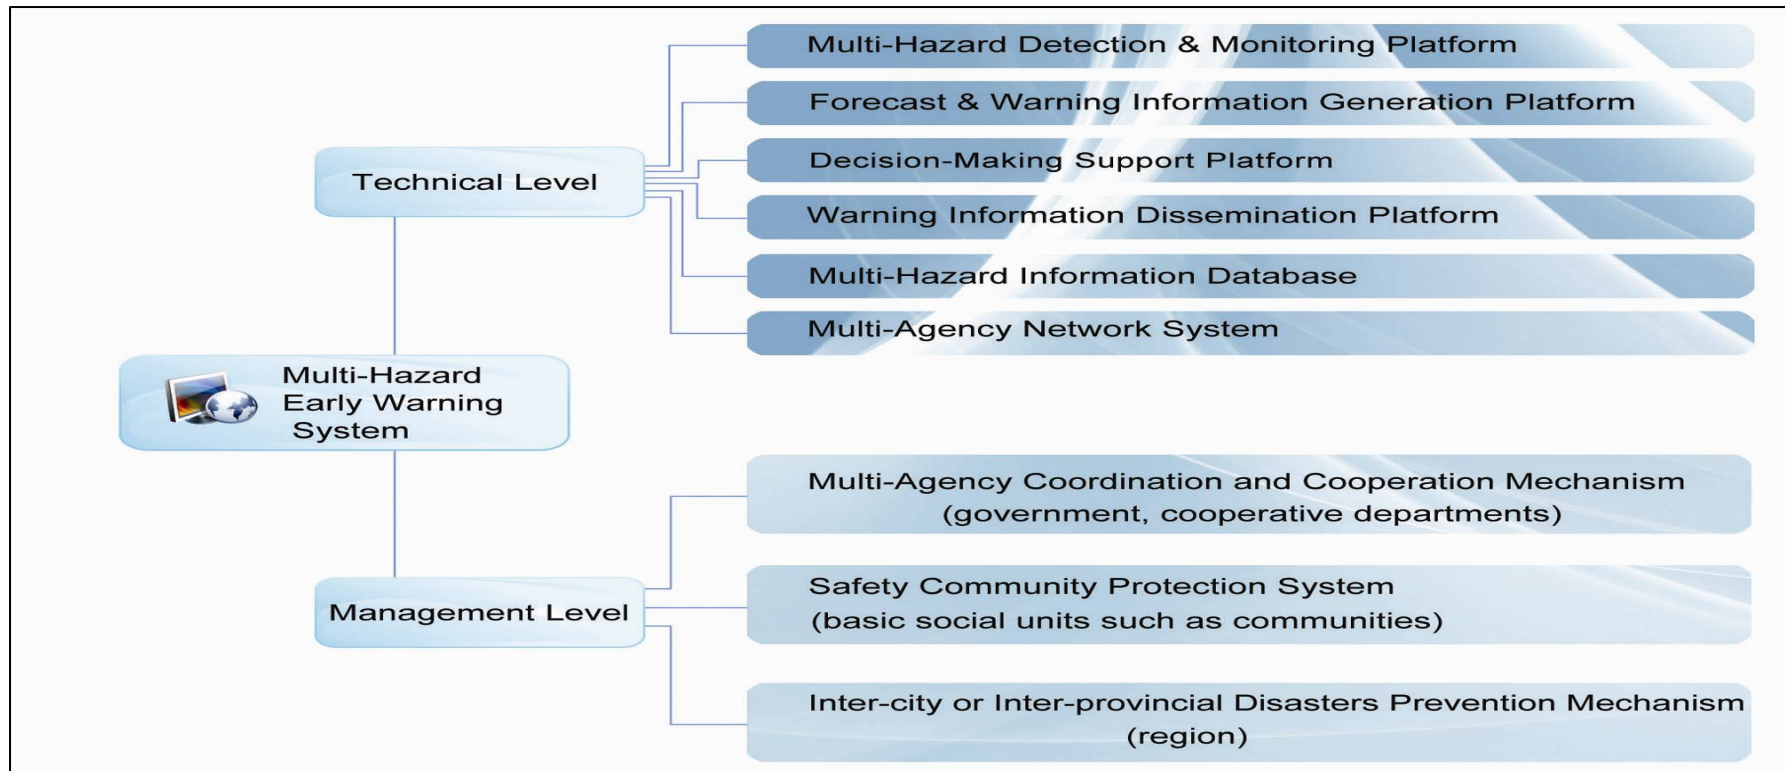 Multi-Hazard Detection & Monitoring Platform
Forecast & Warning Information Generation Platform
Decision-Making Support Platform
Technical Level
Warning Information Dissemination Platform
Multi-Hazard Information Database
Multi-Agency Network System
Multi-Hazard
Early Warning
System
Multi-Agency Coordination and Cooperation Mechanism
(government, cooperative departments)
Safety Community Protection System
(basic social units such as communities)
Management Level
Inter-city or Inter-provincial Disasters Prevention Mechanism
(region)